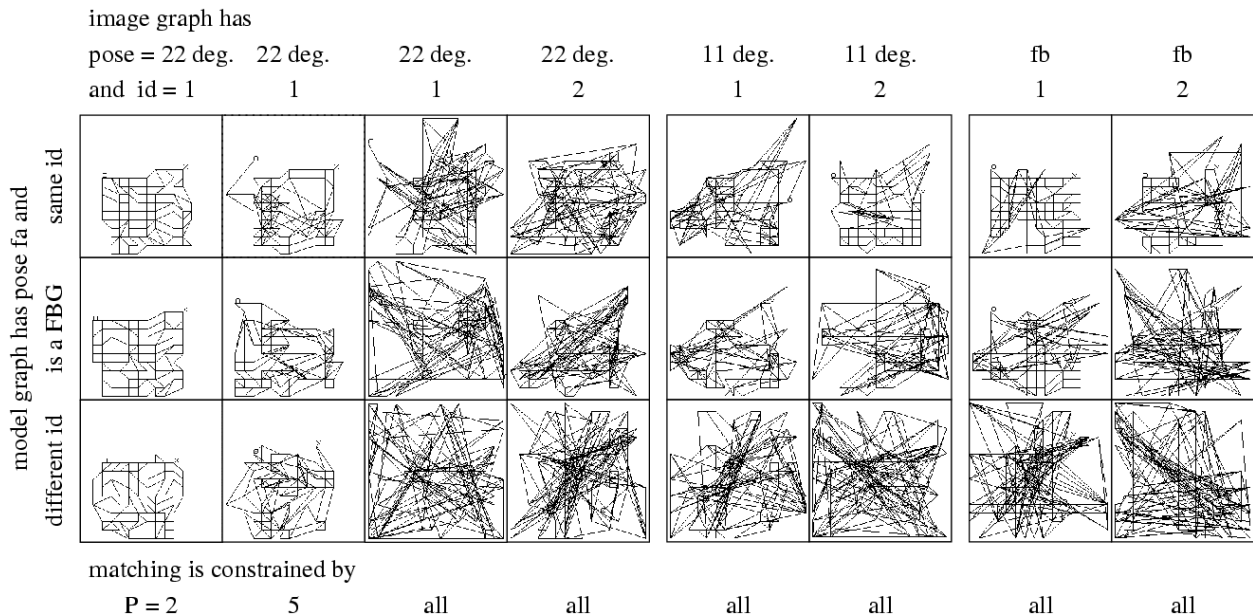 image graph has
pose = 22 deg. 22 deg. 22 deg. 22 deg. 11 deg. 11 deg. fb fb
and id = 1 1 1 2 1 2 1 2
model graph has pose fa and
same id
is a FBG
different id
matching is constrained by
P = 2 5 all all all all all all